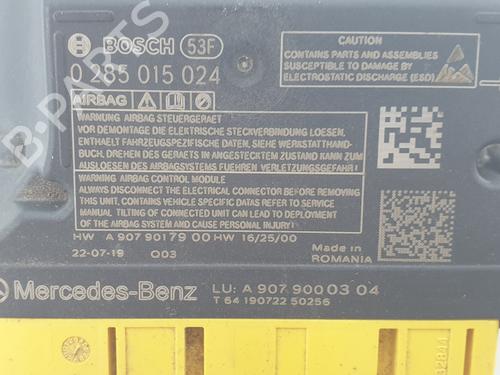 BOSCH 53F
0 285 015 024
CAUTION
CONTAINS PARTS AND ASSEMBLIES
SUSCEPTIBLE TO DAMAGE BY
ELECTROSTATIC DISCHARGE (ESD)
AIRBAG
WARNUNG AIRBAG STEUERGERAET
VOR DEMONTAGE DIE ELEKTRISCHE STECKVERBINDUNG LOESEN.
ENTHAELT FAHRZEUGSPEZIFISCHE DATEN, SIEHE WERKSTATTHAND-
BUCH, DREHEN DES GERAETS IN ANGESTECKTEM ZUSTAND KANN ZUM
AUSLOESEN DES AIRBAGSYSTEMS FUEHREN VERLETZUNGSGEFAHR!
WARNING AIRBAG CONTROL MODULE
ALWAYS DISCONNECT THE ELECTRICAL CONNECTOR BEFORE REMOVING
THIS UNIT, CONTAINS VEHICLE SPECIFIC DATA REFER TO SERVICE
MANUAL TILTING OF CONNECTED UNIT CAN LEAD TO DEPLOYMENT
OF THE AIRBAG SYSTEM AND CAUSE INJURY
HW A 907 901 79 00 HW 16/25/00
22-07-19 Q03
Made in
ROMANIA
Mercedes-Benz LU: A 907 900 03 04
T 64 190722 50256
B-PARTS